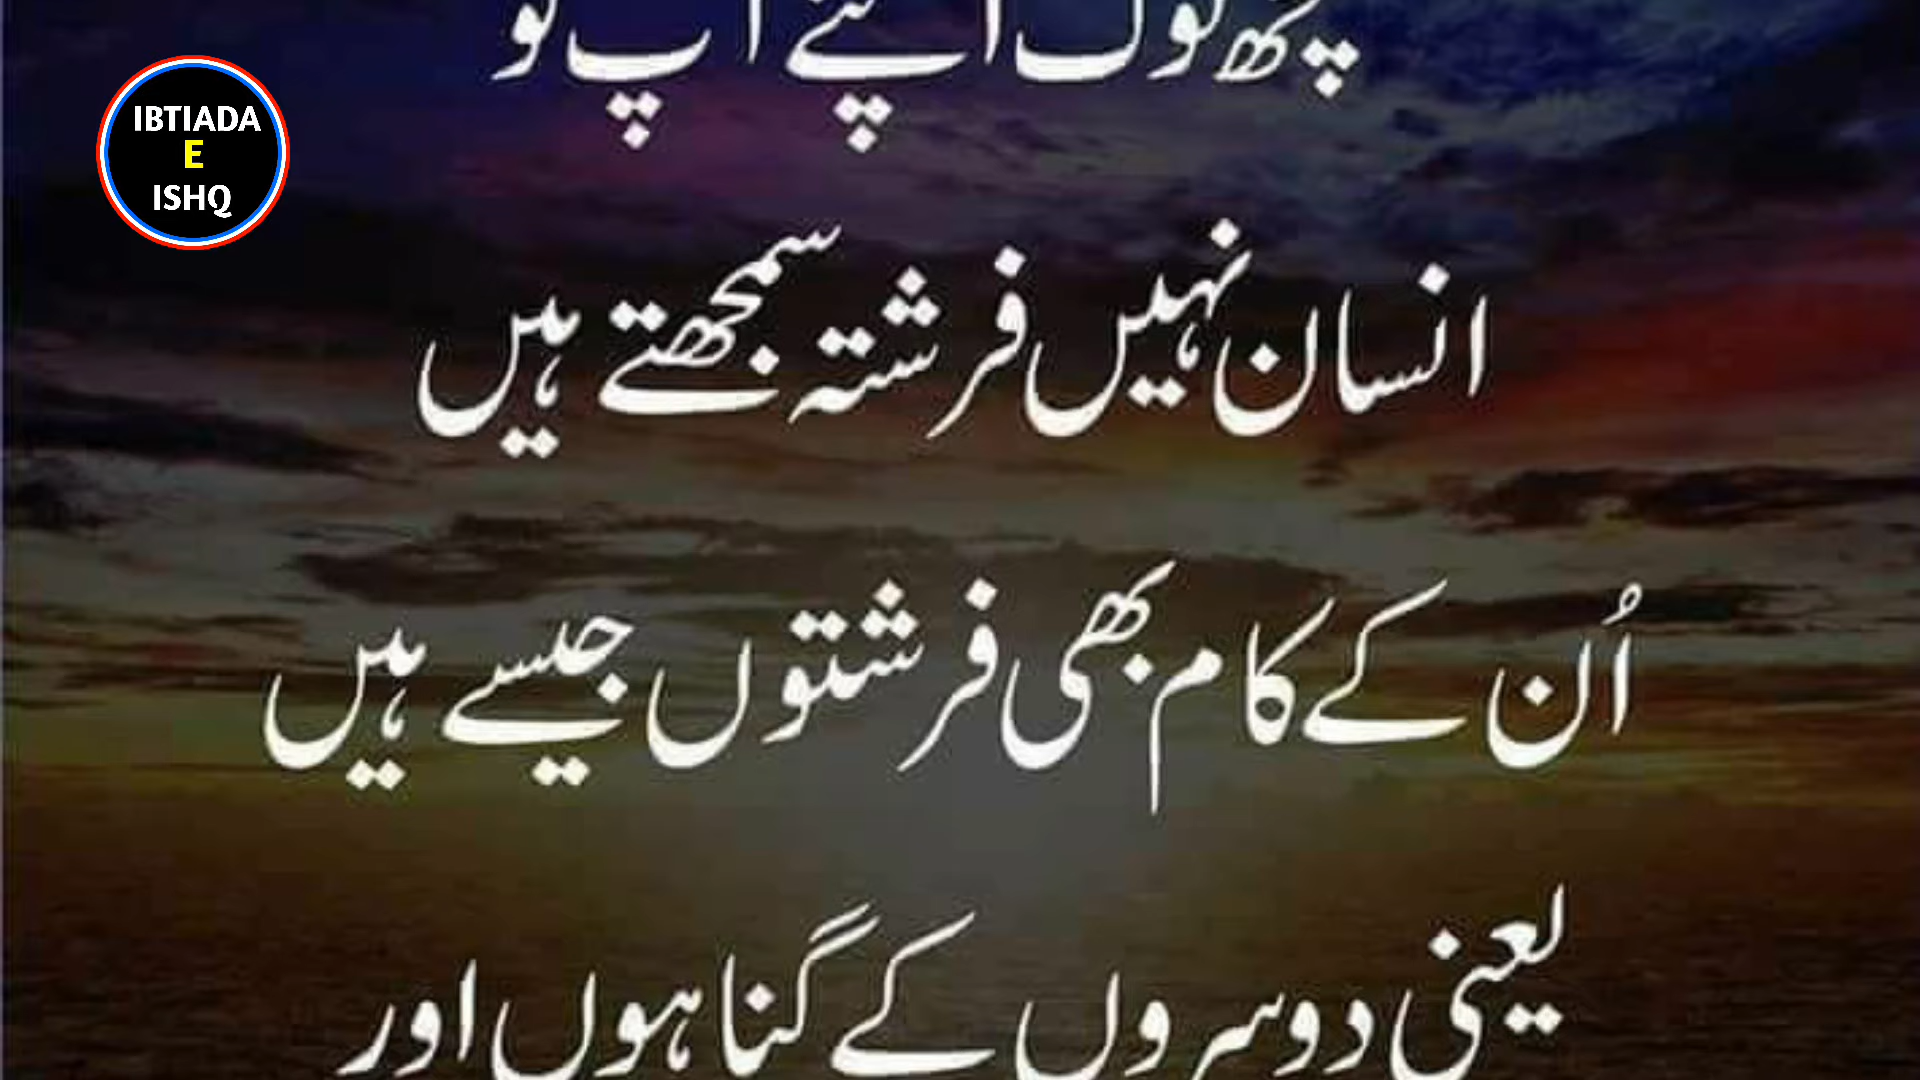 IBTIADA
E
ISHQ
کچھ لوگ اپنے آپ کو
انسان نہیں فرشتہ سمجھتے ہیں
اُن کے کام بھی فرشتوں جیسے ہیں
یعنی دوسروں کے گناہوں اور